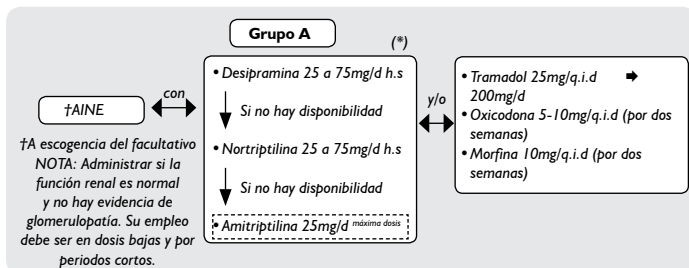 Grupo A
(*)
• Desipramina 25 a 75mg/d h.s
Si no hay disponibilidad
• Nortriptilina 25 a 75mg/d h.s
Si no hay disponibilidad
• Amitriptilina 25mg/d máxima dosis
con
†AINE
†A escogencia del facultativo
NOTA: Administrar si la
función renal es normal
y no hay evidencia de
glomerulopatía. Su empleo
debe ser en dosis bajas y por
periodos cortos.
y/o
• Tramadol 25mg/q.i.d ➡
200mg/d
• Oxicodona 5-10mg/q.i.d (por dos
semanas)
• Morfina 10mg/q.i.d (por dos
semanas)